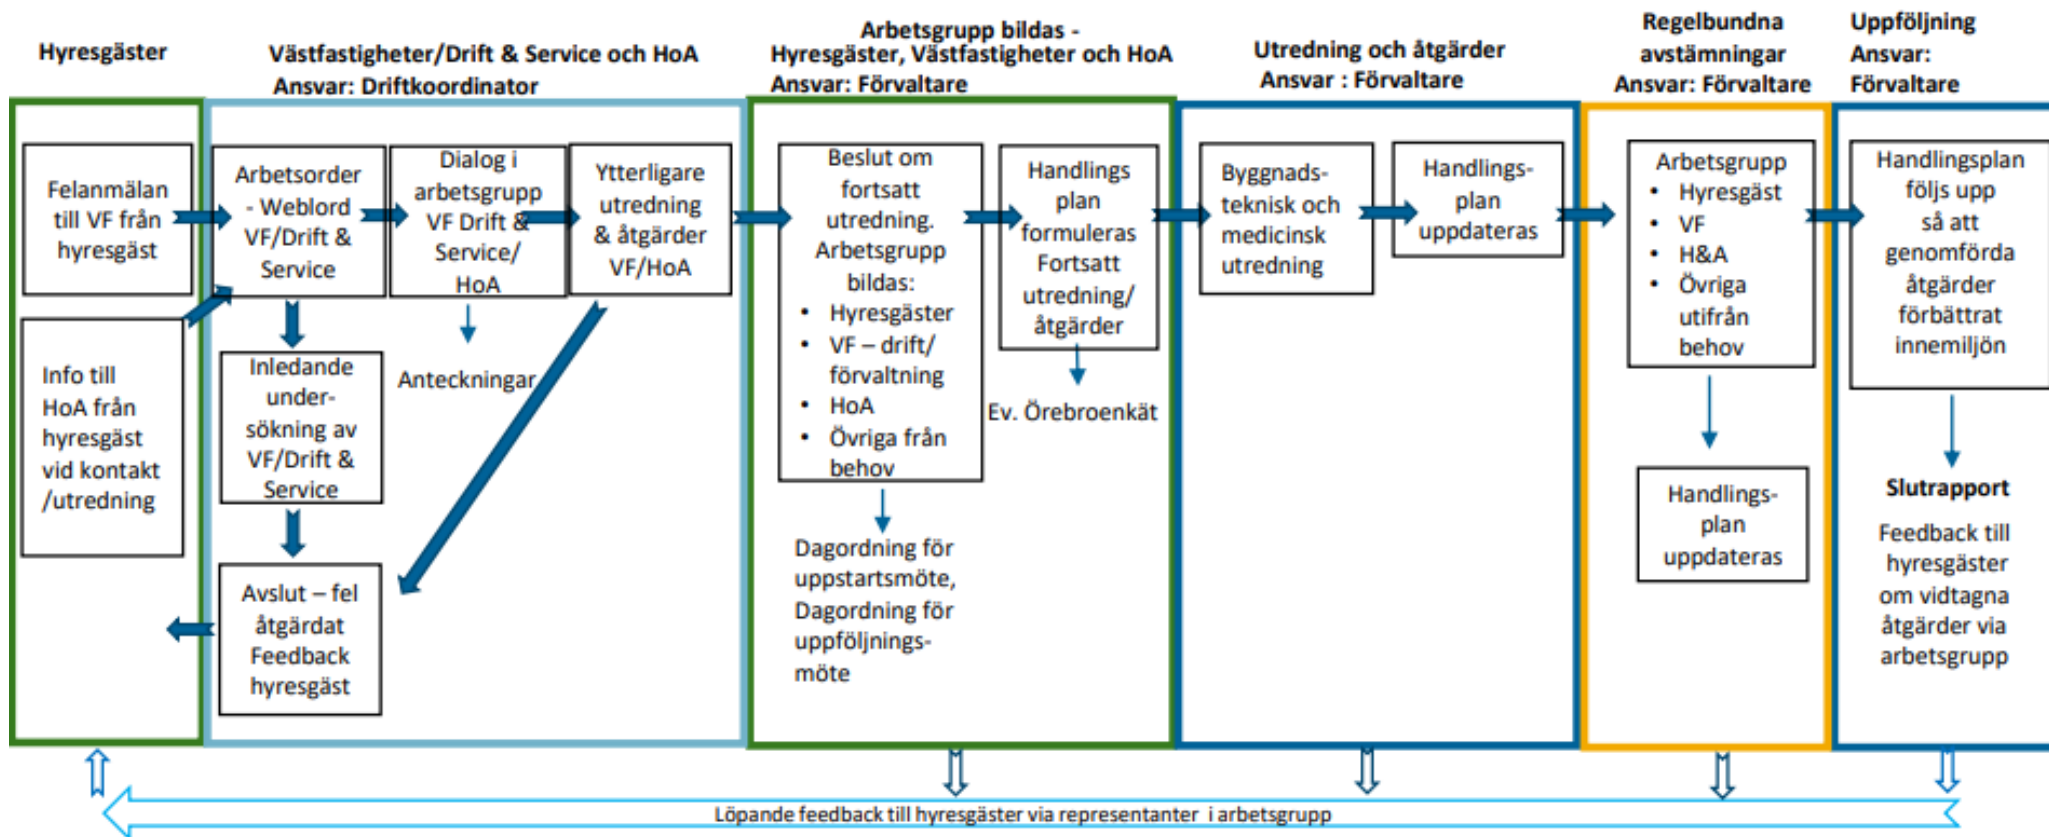 Hyresgäster
Västfastigheter/Drift & Service och HoA
Ansvar: Driftkoordinator
Arbetsgrupp bildas -
Hyresgäster, Västfastigheter och HoA
Ansvar: Förvaltare
Utredning och åtgärder
Ansvar : Förvaltare
Regelbundna
avstämningar
Ansvar: Förvaltare
Uppföljning
Ansvar:
Förvaltare
Felanmälan
till VF från
hyresgäst
Info till
HoA från
hyresgäst
vid kontakt
/utredning
Arbetsorder
- Weblord
VF/Drift &
Service
Inledande
under-
sökning av
VF/Drift &
Service
Avslut – fel
åtgärdat
Feedback
hyresgäst
Dialog i
arbetsgrupp
VF Drift &
Service/
HoA
Anteckningar
Ytterligare
utredning
& åtgärder
VF/HoA
Beslut om
fortsatt
utredning.
Arbetsgrupp
bildas:
• Hyresgäster
• VF – drift/
förvaltning
• HoA
• Övriga från
behov
Dagordning för
uppstartsmöte,
Dagordning för
uppföljnings-
möte
Handlings
plan
formuleras
Fortsatt
utredning/
åtgärder
Ev. Örebroenkät
Byggnads-
teknisk och
medicinsk
utredning
Handlings-
plan
uppdateras
Arbetsgrupp
• Hyresgäst
• VF
• H&A
• Övriga
utifrån
behov
Handlings-
plan
uppdateras
Handlingsplan
följs upp
så att
genomförda
åtgärder
förbättrat
innemiljön
Slutrapport
Feedback till
hyresgäster
om vidtagna
åtgärder via
arbetsgrupp
Löpande feedback till hyresgäster via representanter i arbetsgrupp